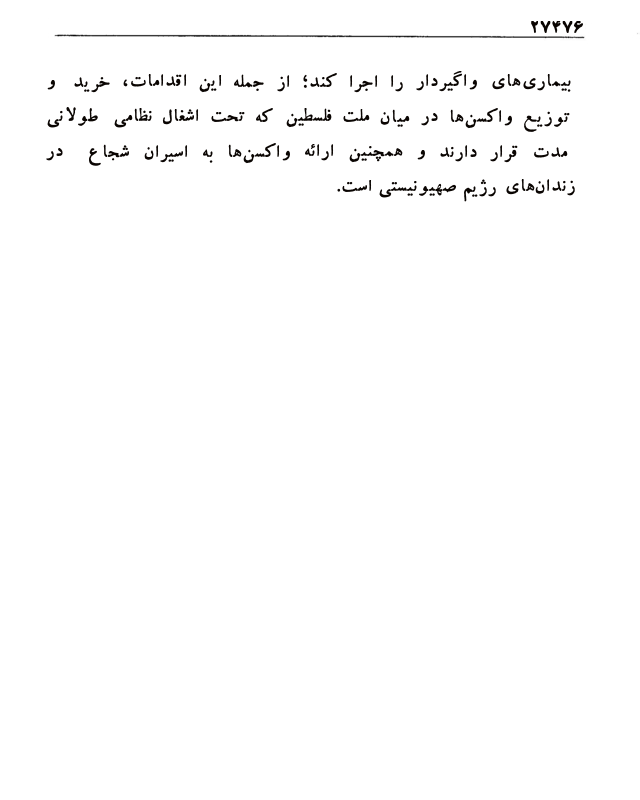 ۲۷۴۷۶
بیماری‌های واگیردار را اجرا کند؛ از جمله این اقدامات، خرید و
توزیع واکسن‌ها در میان ملت فلسطین که تحت اشغال نظامی طولانی
مدت قرار دارند و همچنین ارائه واکسن‌ها به اسیران شجاع در
زندان‌های رژیم صهیونیستی است.